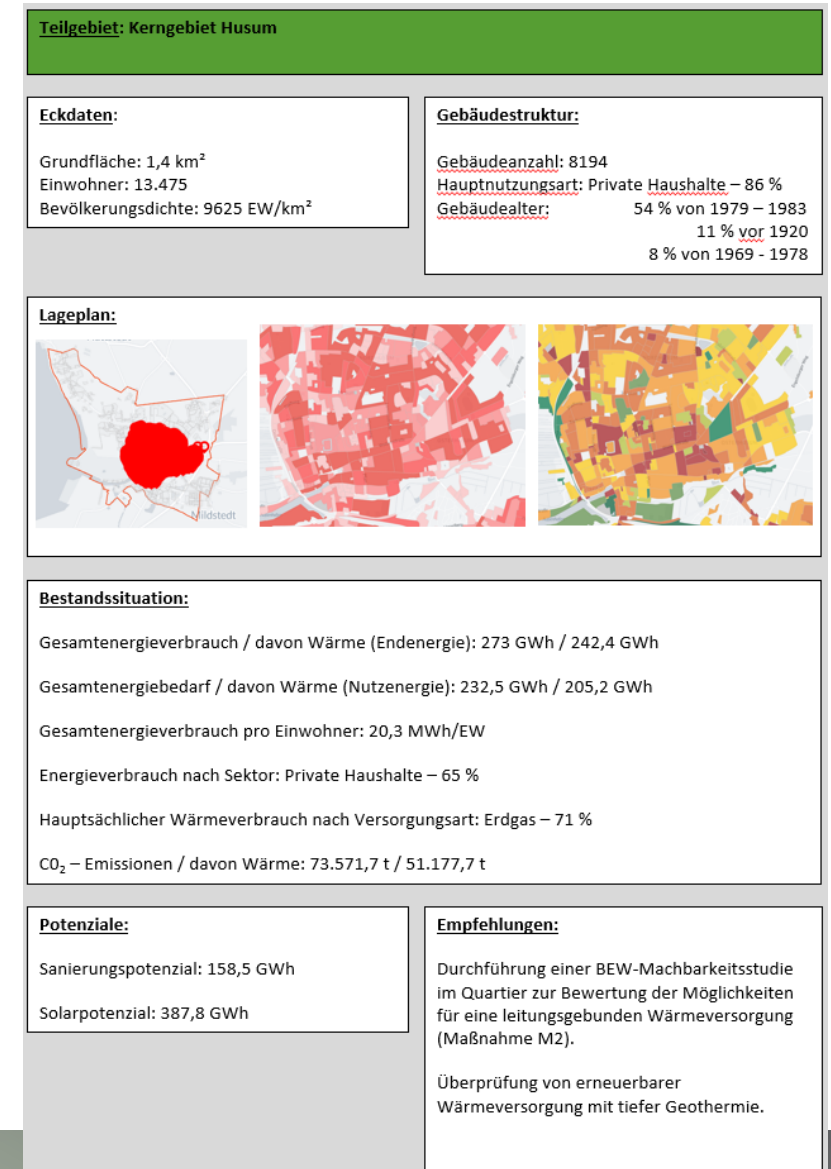 Teilgebiet: Kerngebiet Husum
Eckdaten:
Grundfläche: 1,4 km²
Einwohner: 13.475
Bevölkerungsdichte: 9625 EW/km²
Gebäudestruktur:
Gebäudeanzahl: 8194
Hauptnutzungsart: Private Haushalte – 86 %
Gebäudealter: 54 % von 1979 – 1983
11 % vor 1920
8 % von 1969 - 1978
Lageplan:
Mildstedt
Bestandssituation:
Gesamtenergieverbrauch / davon Wärme (Endenergie): 273 GWh / 242,4 GWh
Gesamtenergiebedarf / davon Wärme (Nutzenergie): 232,5 GWh / 205,2 GWh
Gesamtenergieverbrauch pro Einwohner: 20,3 MWh/EW
Energieverbrauch nach Sektor: Private Haushalte – 65 %
Hauptsächlicher Wärmeverbrauch nach Versorgungsart: Erdgas – 71 %
C0₂ – Emissionen / davon Wärme: 73.571,7 t / 51.177,7 t
Potenziale:
Sanierungspotenzial: 158,5 GWh
Solarpotenzial: 387,8 GWh
Empfehlungen:
Durchführung einer BEW-Machbarkeitsstudie
im Quartier zur Bewertung der Möglichkeiten
für eine leitungsgebunden Wärmeversorgung
(Maßnahme M2).
Überprüfung von erneuerbarer
Wärmeversorgung mit tiefer Geothermie.